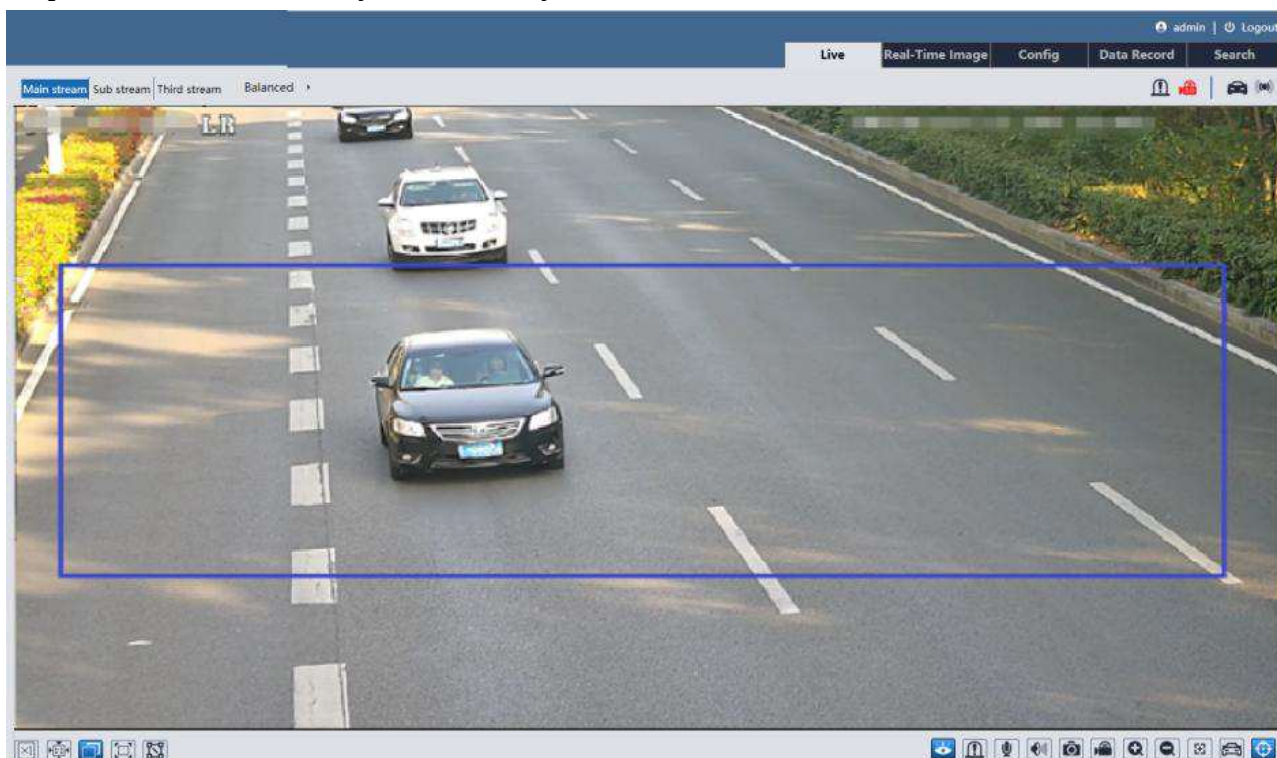 admin | Logout
Live Real-Time Image Config Data Record Search
Main stream Sub stream Third stream Balanced
LR